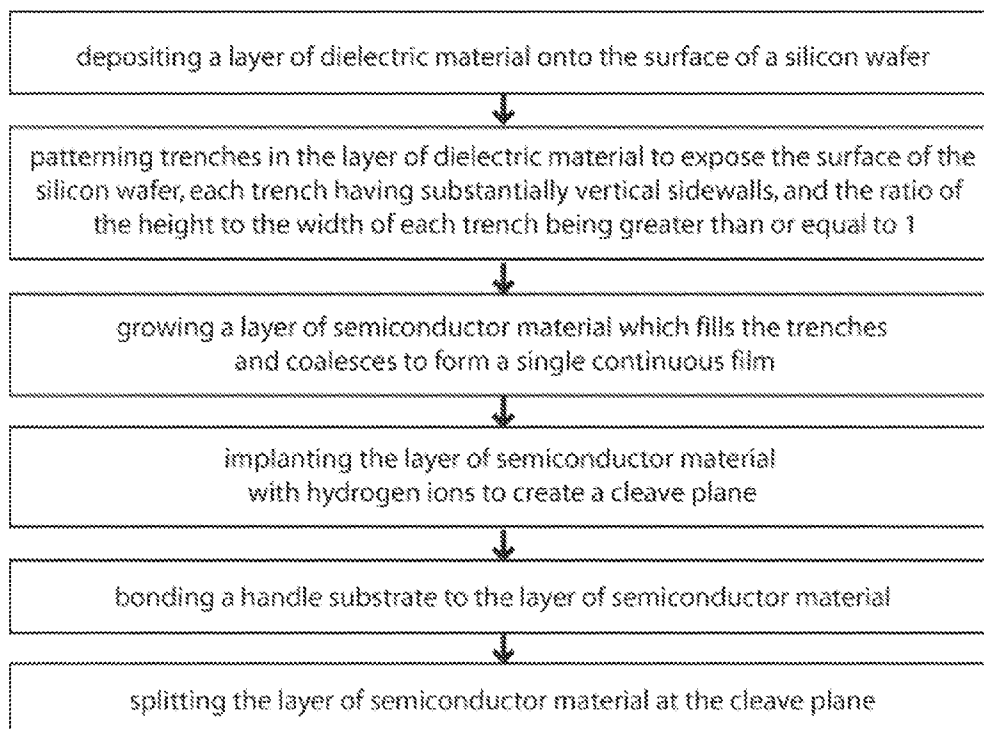 depositing a layer of dielectric material onto the surface of a silicon wafer
patterning trenches in the layer of dielectric material to expose the surface of the
silicon wafer, each trench having substantially vertical sidewalls, and the ratio of
the height to the width of each trench being greater than or equal to 1
growing a layer of semiconductor material which fills the trenches
and coalesces to form a single continuous film
implanting the layer of semiconductor material
with hydrogen ions to create a cleave plane
bonding a handle substrate to the layer of semiconductor material
splitting the layer of semiconductor material at the cleave plane